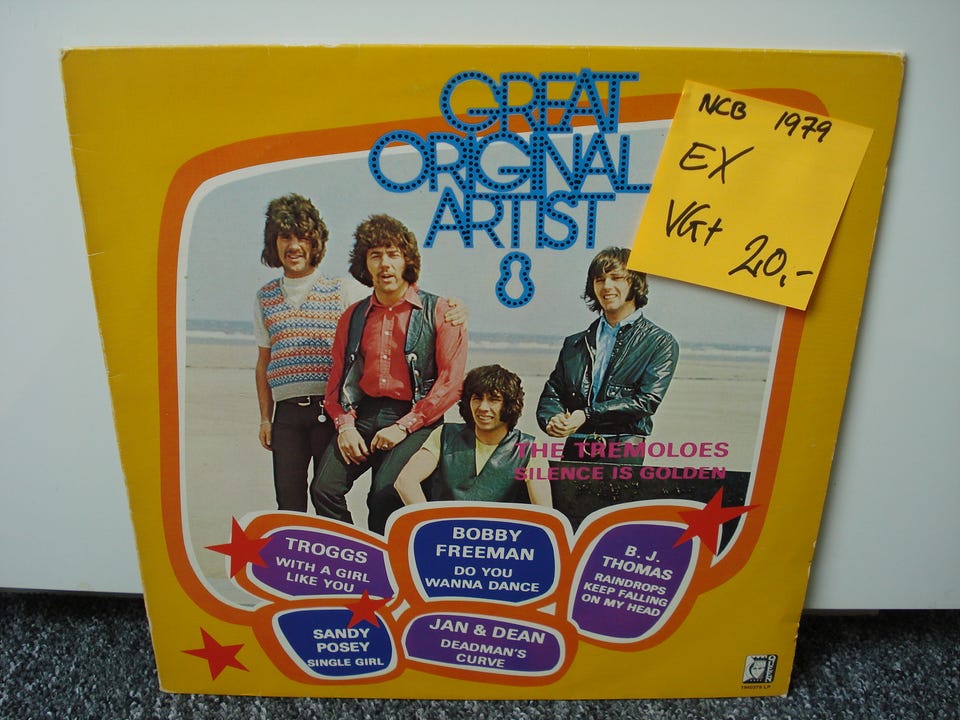 GREAT
ORIGINAL
ARTIST
8
NCB 1979
EX
VG+ 20,-
THE TREMOLOES
SILENCE IS GOLDEN
TROGGS
WITH A GIRL
LIKE YOU
BOBBY
FREEMAN
DO YOU
WANNA DANCE
B. J.
THOMAS
RAINDROPS
KEEP FALLING
ON MY HEAD
SANDY
POSEY
SINGLE GIRL
JAN & DEAN
DEADMAN'S
CURVE